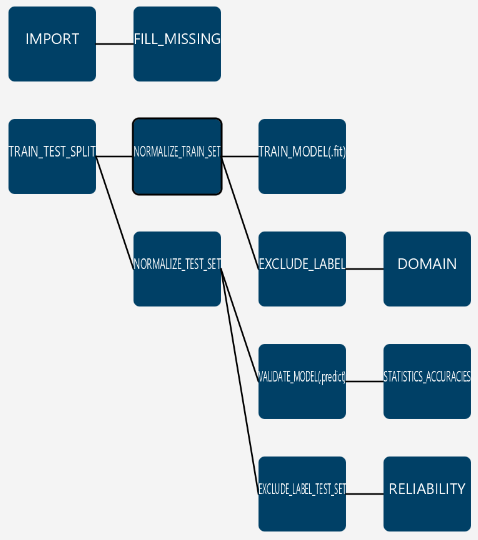 IMPORT
FILL_MISSING
TRAIN_TEST_SPLIT
NORMALIZE_TRAIN_SET
TRAIN_MODEL(.fit)
NORMALIZE_TEST_SET
EXCLUDE_LABEL
DOMAIN
VALIDATE_MODEL(.predict)
STATISTICS_ACCURACIES
EXCLUDE_LABEL_TEST_SET
RELIABILITY